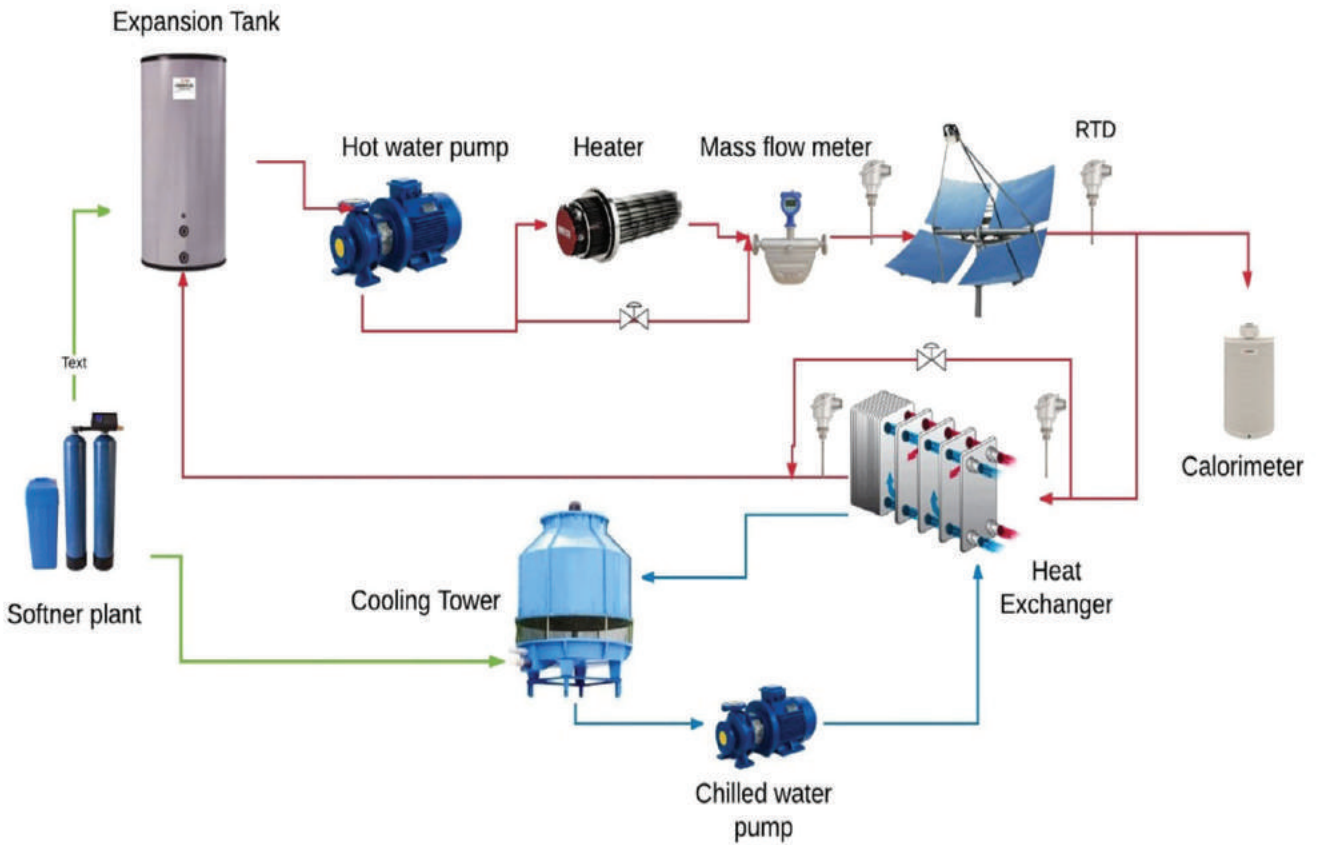 Expansion Tank
Hot water pump
Heater
Mass flow meter
RTD
Text
Calorimeter
Softner plant
Cooling Tower
Heat
Exchanger
Chilled water
pump